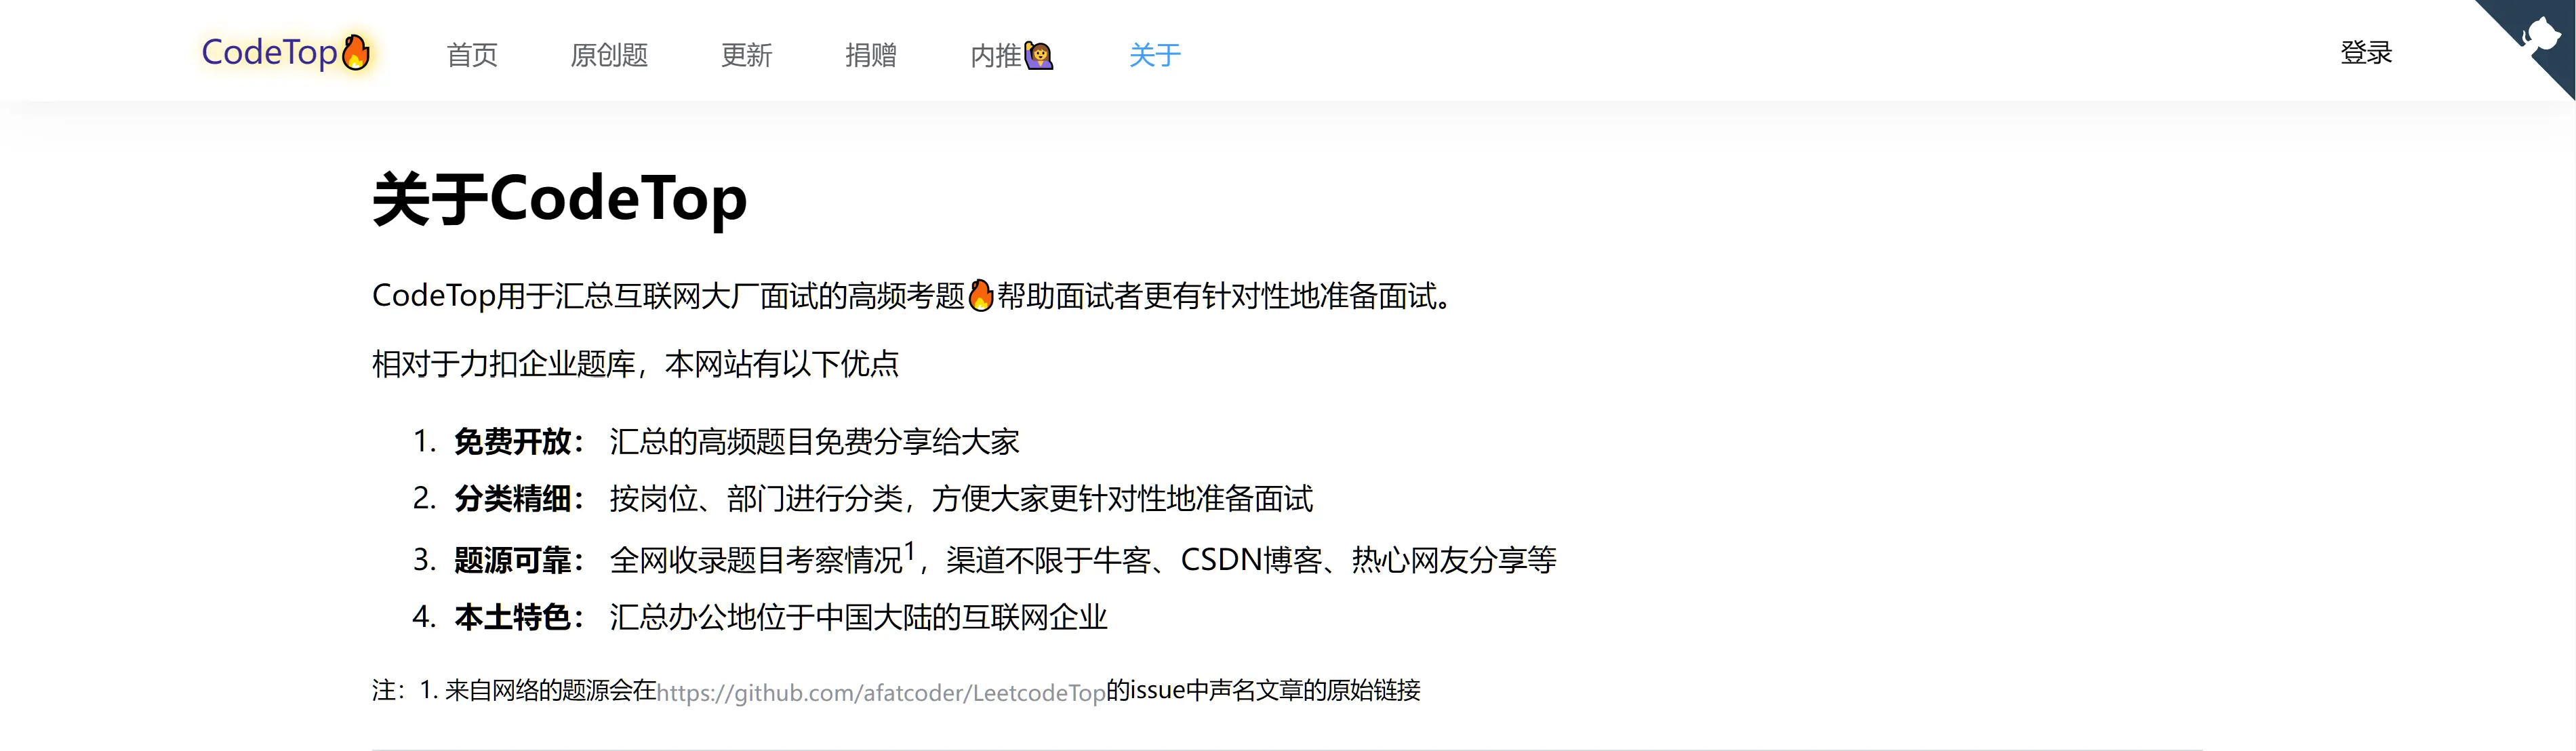 CodeTop🔥 首页 原创题 更新 捐赠 内推🙋 关于 登录
关于CodeTop
CodeTop用于汇总互联网大厂面试的高频考题🔥帮助面试者更有针对性地准备面试。
相对于力扣企业题库，本网站有以下优点
1. 免费开放： 汇总的高频题目免费分享给大家
2. 分类精细： 按岗位、部门进行分类，方便大家更针对性地准备面试
3. 题源可靠： 全网收录题目考察情况¹，渠道不限于牛客、CSDN博客、热心网友分享等
4. 本土特色： 汇总办公地位于中国大陆的互联网企业
注：1. 来自网络的题源会在https://github.com/afatcoder/LeetcodeTop的issue中声名文章的原始链接